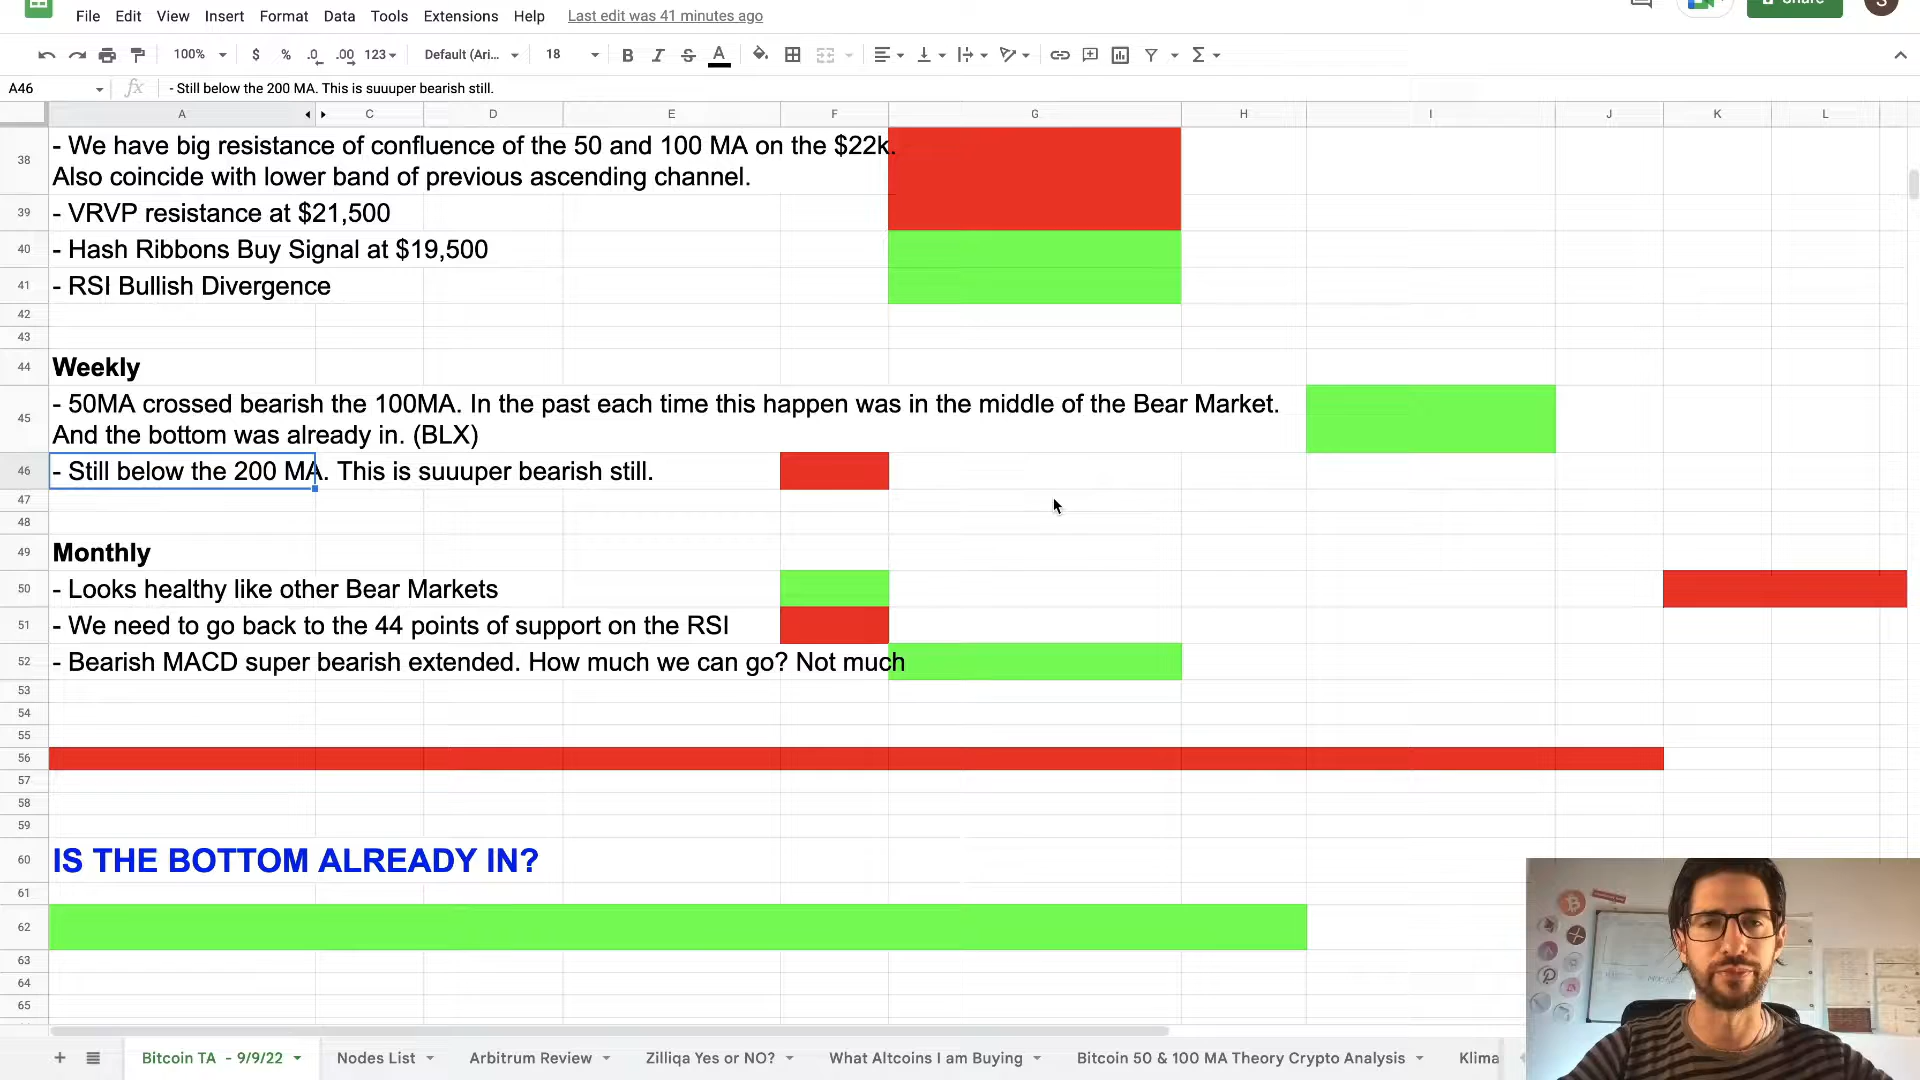 File Edit View Insert Format Data Tools Extensions Help Last edit was 41 minutes ago
100% $ % .0 .00 123 Default (Ari... 18 B I S A Σ
A46 fx - Still below the 200 MA. This is suuuper bearish still.
A C D E F G H I J K L
38 - We have big resistance of confluence of the 50 and 100 MA on the $22k.
Also coincide with lower band of previous ascending channel.
39 - VRVP resistance at $21,500
40 - Hash Ribbons Buy Signal at $19,500
41 - RSI Bullish Divergence
42
43
44 Weekly
45 - 50MA crossed bearish the 100MA. In the past each time this happen was in the middle of the Bear Market.
And the bottom was already in. (BLX)
46 - Still below the 200 MA. This is suuuper bearish still.
47
48
49 Monthly
50 - Looks healthy like other Bear Markets
51 - We need to go back to the 44 points of support on the RSI
52 - Bearish MACD super bearish extended. How much we can go? Not much
53
54
55
56
57
58
59
60 IS THE BOTTOM ALREADY IN?
61
62
63
64
65
+ Bitcoin TA - 9/9/22 Nodes List Arbitrum Review Zilliqa Yes or NO? What Altcoins I am Buying Bitcoin 50 & 100 MA Theory Crypto Analysis Klima